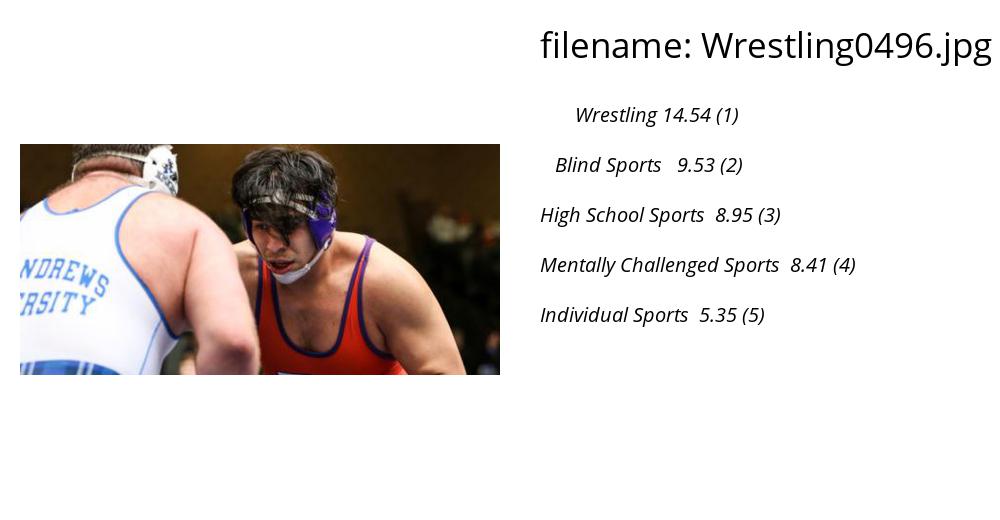 filename: Wrestling0496.jpg
Wrestling 14.54 (1)
Blind Sports 9.53 (2)
High School Sports 8.95 (3)
Mentally Challenged Sports 8.41 (4)
Individual Sports 5.35 (5)
NDREWS
RSITY